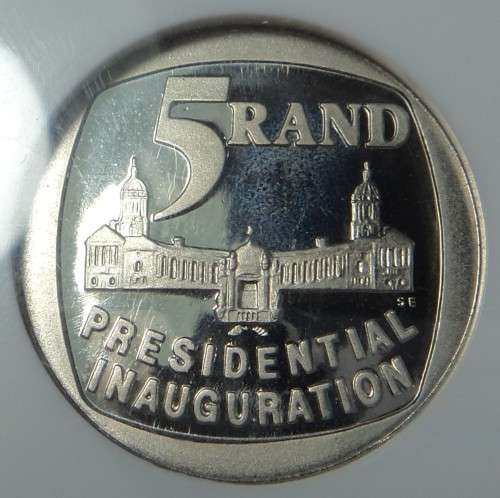 5 RAND
SE
PRESIDENTIAL
INAUGURATION